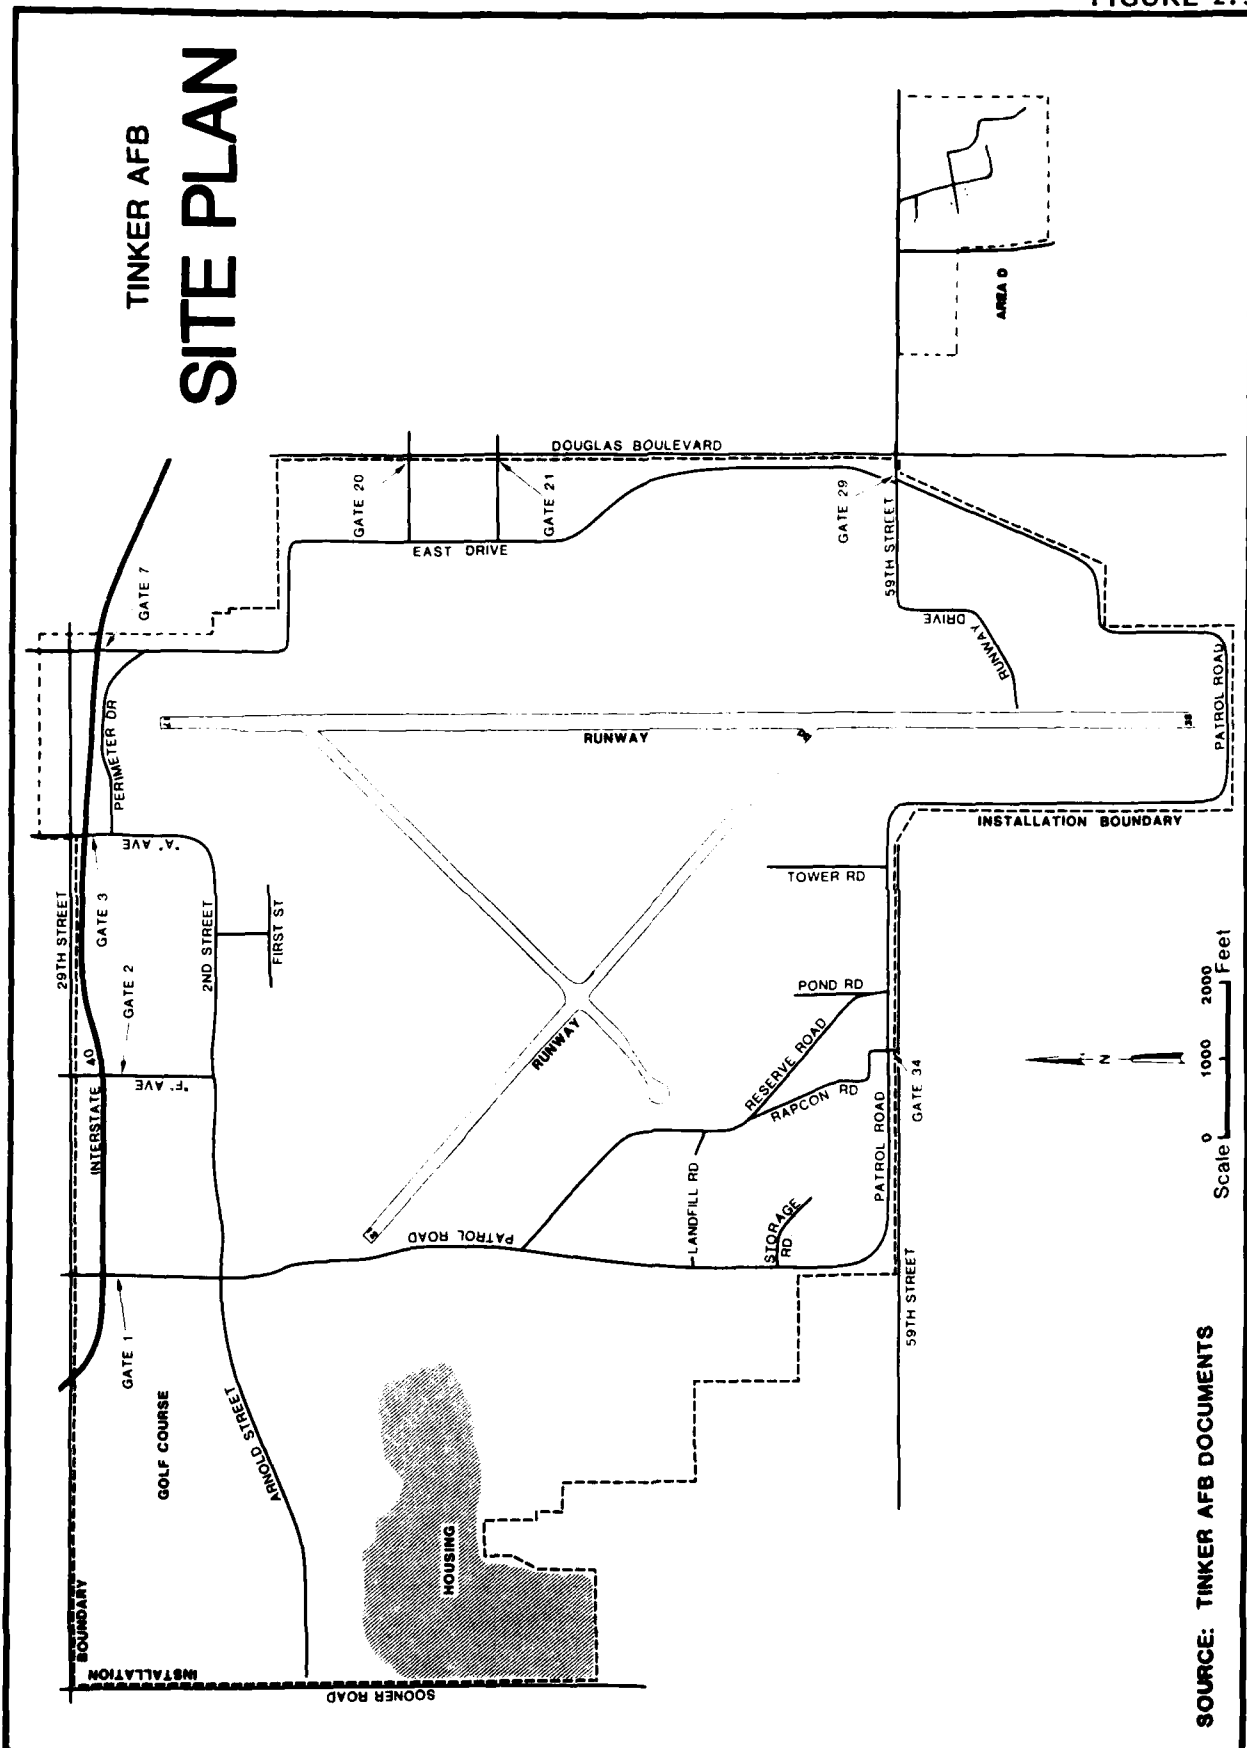 FIGURE 2.
TINKER AFB
SITE PLAN
29TH STREET
INTERSTATE 40
GATE 1
GATE 2
GATE 3
GATE 7
PERIMETER DR
"A" AVE
"F" AVE
2ND STREET
FIRST ST
GOLF COURSE
ARNOLD STREET
INSTALLATION
BOUNDARY
SOONER ROAD
HOUSING
PATROL ROAD
RUNWAY
RUNWAY
GATE 20
GATE 21
EAST DRIVE
DOUGLAS BOULEVARD
GATE 29
59TH STREET
RUNWAY
DRIVE
AREA D
TOWER RD
POND RD
RESERVE ROAD
RAPCON RD
LANDFILL RD
STORAGE
RD
PATROL ROAD
GATE 34
59TH STREET
INSTALLATION BOUNDARY
PATROL ROAD
N
Scale
0
1000
2000
Feet
SOURCE: TINKER AFB DOCUMENTS